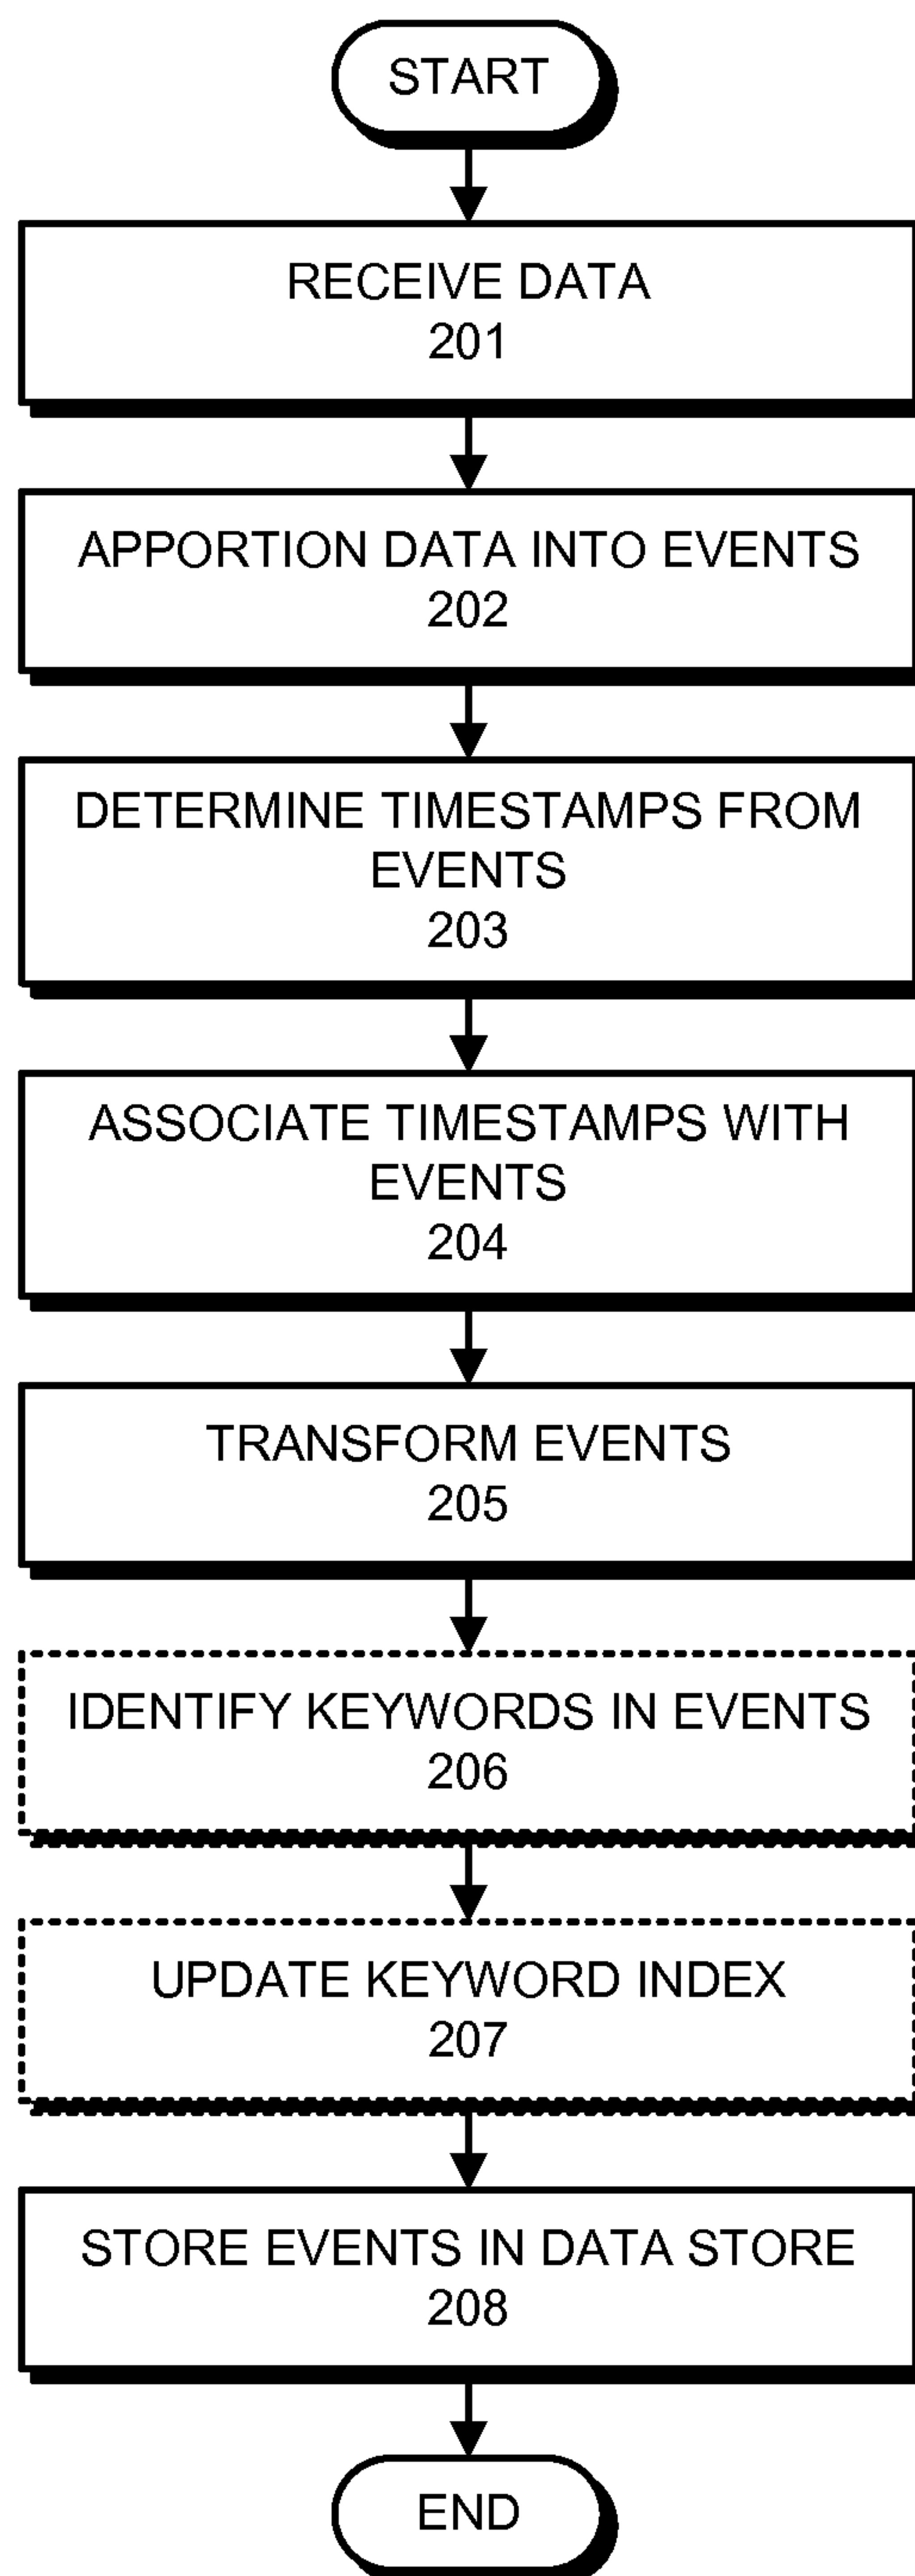 START
RECEIVE DATA
201
APPORTION DATA INTO EVENTS
202
DETERMINE TIMESTAMPS FROM
EVENTS
203
ASSOCIATE TIMESTAMPS WITH
EVENTS
204
TRANSFORM EVENTS
205
IDENTIFY KEYWORDS IN EVENTS
206
UPDATE KEYWORD INDEX
207
STORE EVENTS IN DATA STORE
208
END